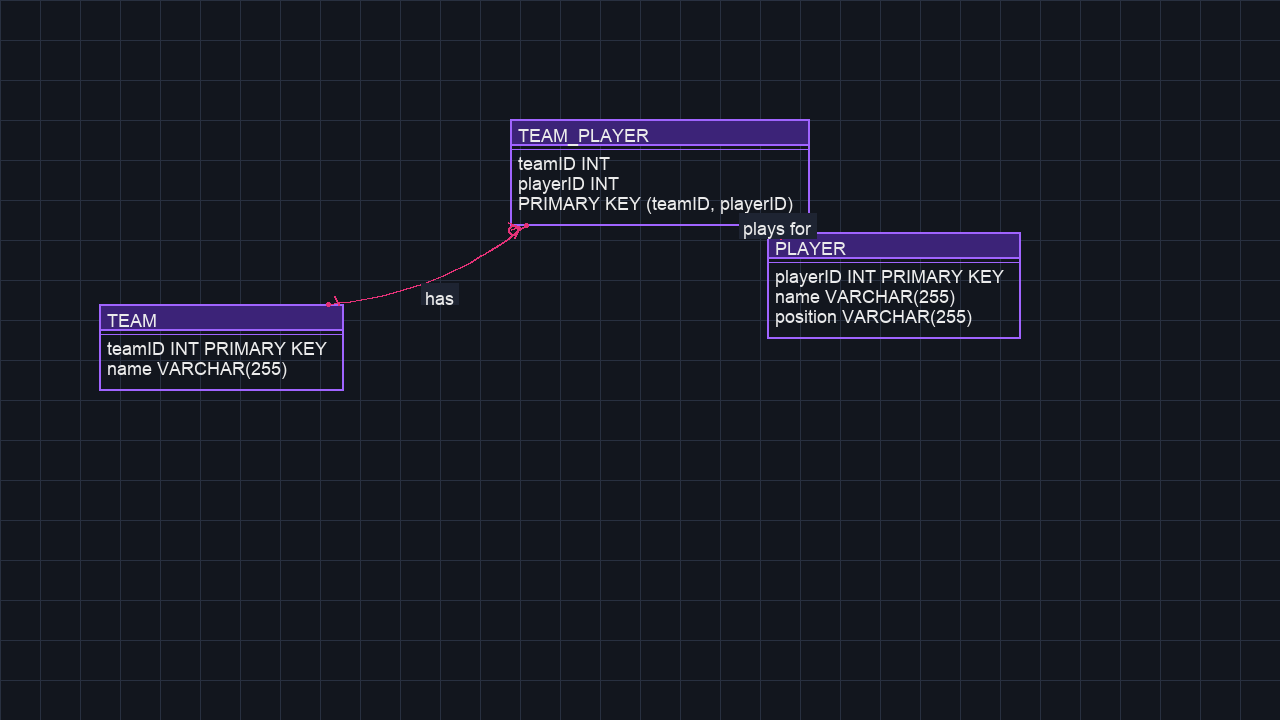 TEAM_PLAYER
teamID INT
playerID INT
PRIMARY KEY (teamID, playerID)
plays for
PLAYER
playerID INT PRIMARY KEY
name VARCHAR(255)
position VARCHAR(255)
has
TEAM
teamID INT PRIMARY KEY
name VARCHAR(255)